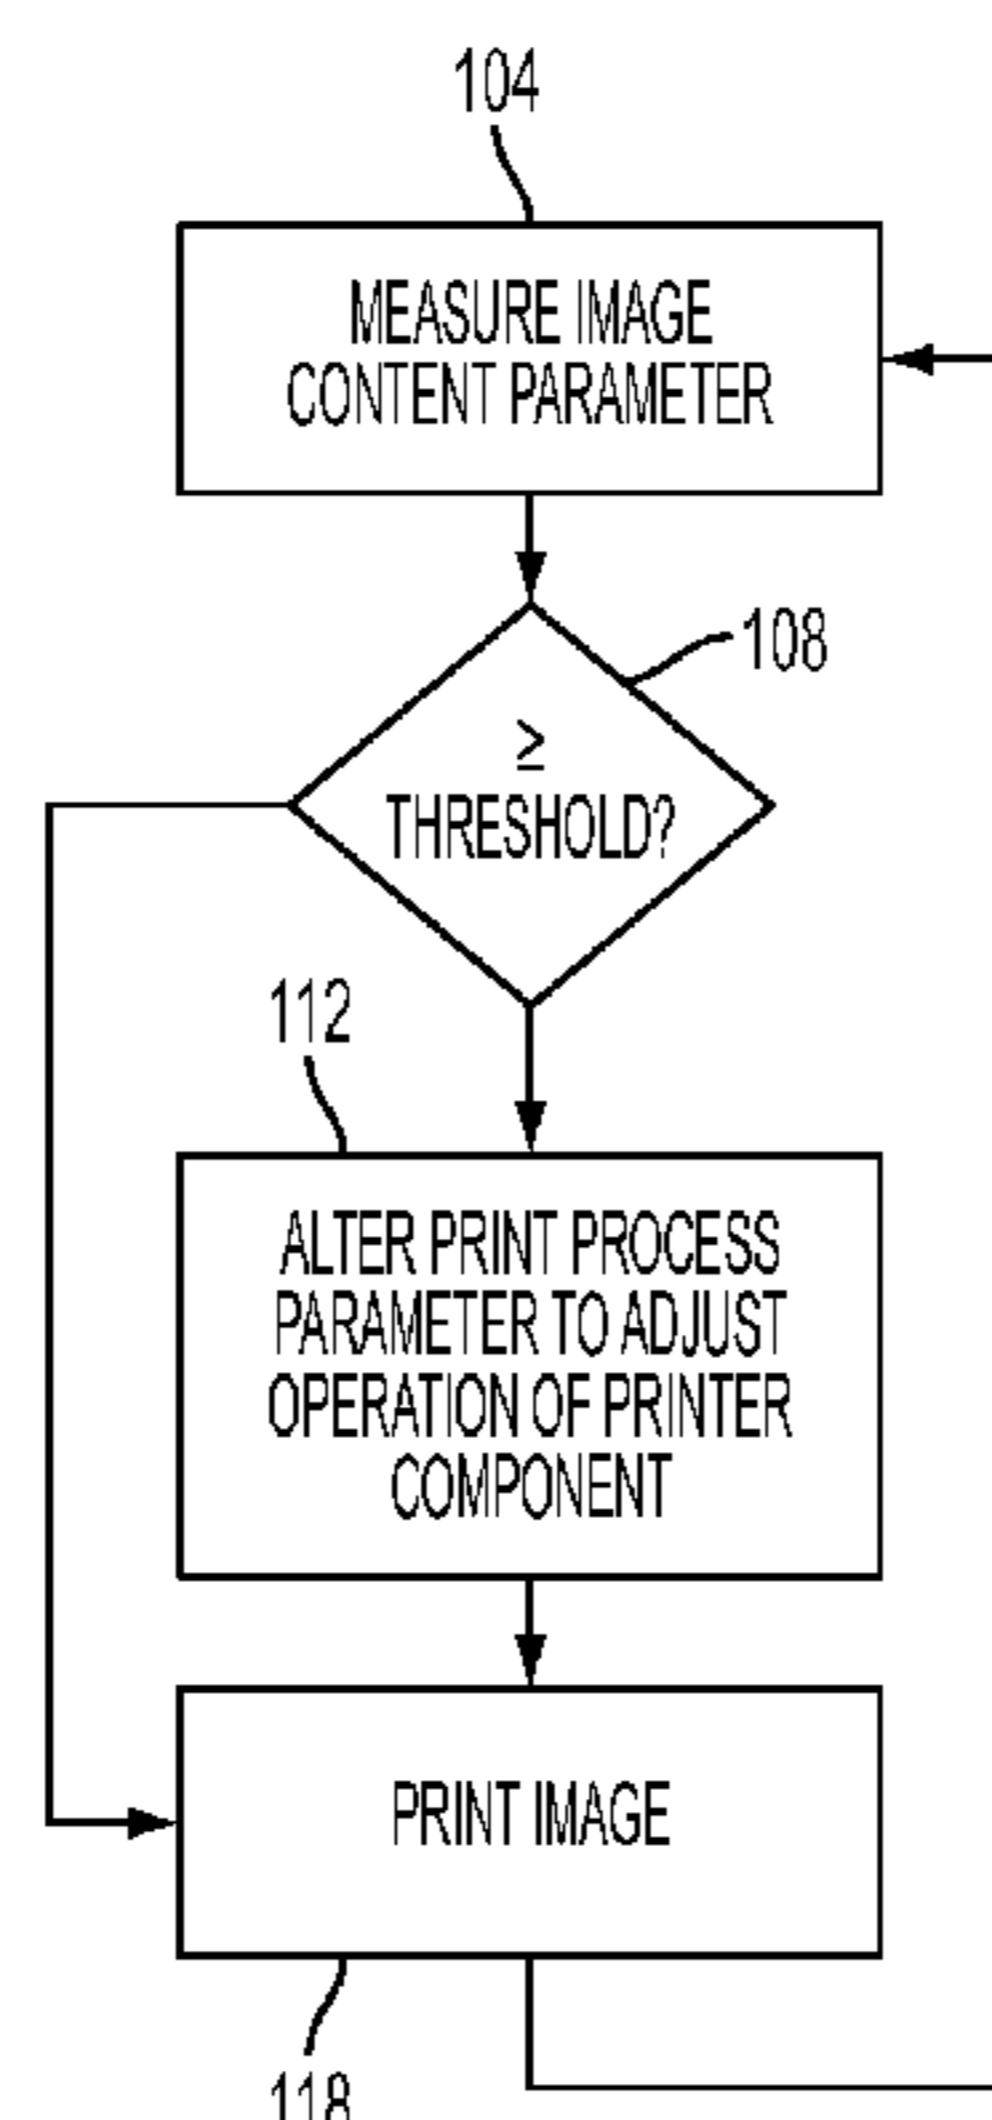 104
MEASURE IMAGE
CONTENT PARAMETER
108
≥
THRESHOLD?
112
ALTER PRINT PROCESS
PARAMETER TO ADJUST
OPERATION OF PRINTER
COMPONENT
PRINT IMAGE
118